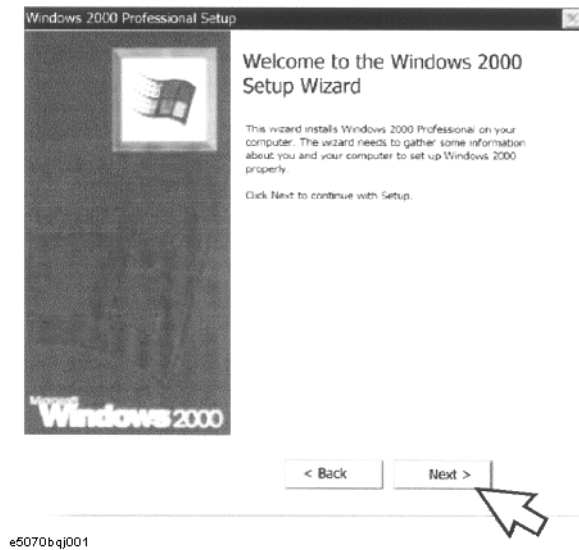 Windows 2000 Professional Setup
Welcome to the Windows 2000
Setup Wizard
This wizard installs Windows 2000 Professional on your
computer. The wizard needs to gather some information
about you and your computer to set up Windows 2000
properly.
Click Next to continue with Setup.
Microsoft
Windows 2000
< Back
Next >
e5070bqj001